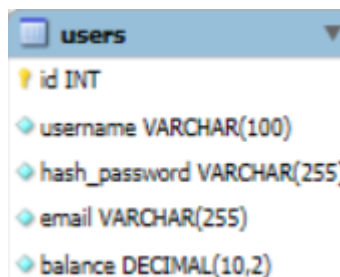 users
id INT
username VARCHAR(100)
hash_password VARCHAR(255)
email VARCHAR(255)
balance DECIMAL(10,2)